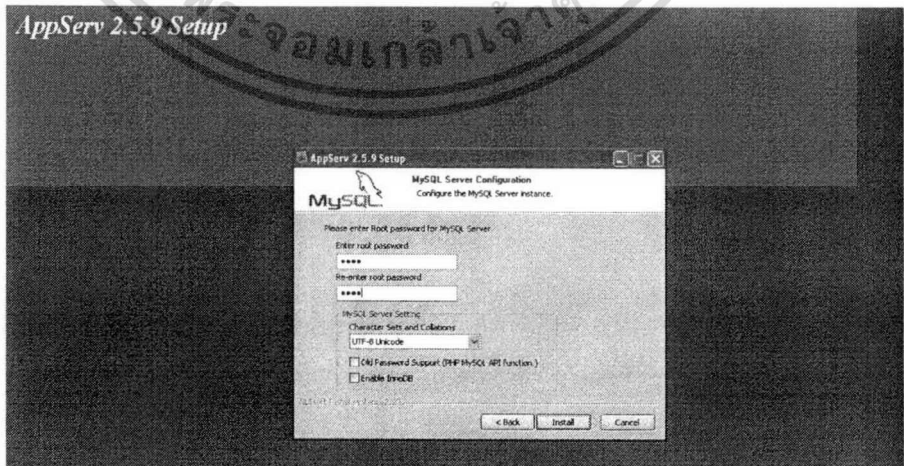 AppServ 2.5.9 Setup
จอมเกล้าเจ้าคุ
AppServ 2.5.9 Setup
MySQL Server Configuration
Configure the MySQL Server instance.
MySQL
Please enter Root password for MySQL Server.
Enter root password
****
Re-enter root password
****
MySQL Server Setting
Character Sets and Collations
UTF-8 Unicode
Old Password Support (PHP MySQL API function.)
Enable InnoDB
< Back
Install
Cancel